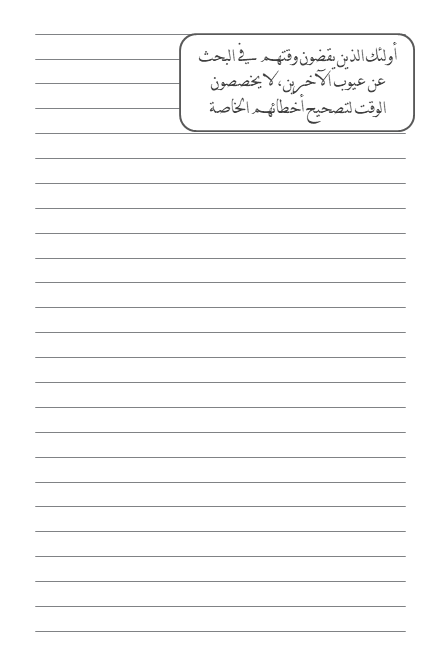 أولئك الذين يقضون وقتهم في البحث
عن عيوب الآخرين، لا يخصصون
الوقت لتصحيح أخطائهم الخاصة